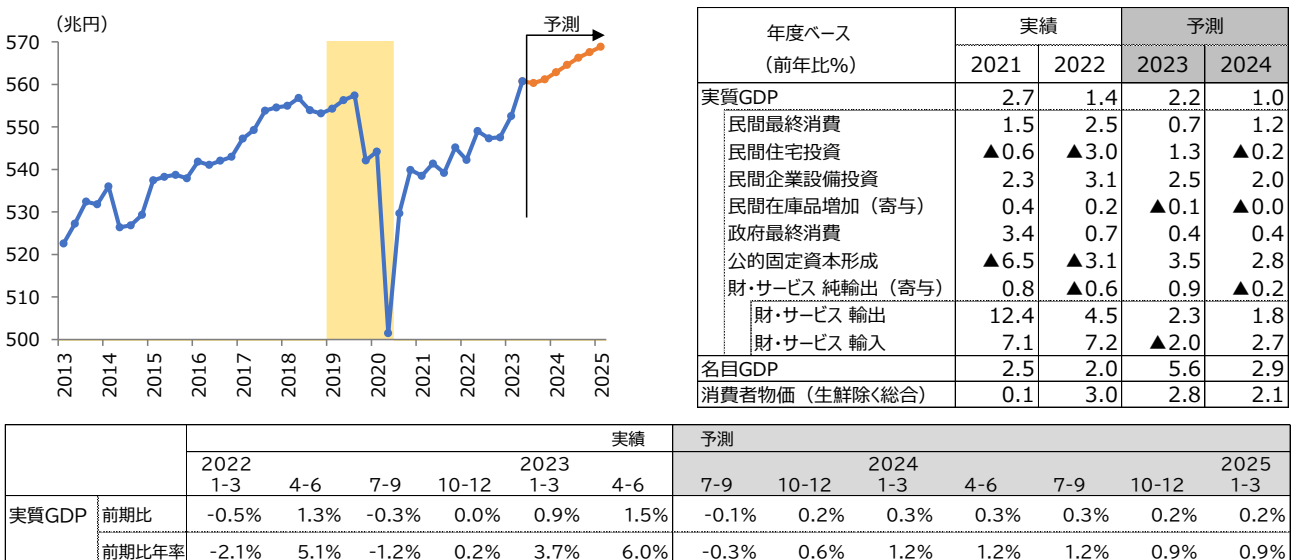 （兆円）
予測
570
560
550
540
530
520
510
500
2013 2014 2015 2016 2017 2018 2019 2020 2021 2022 2023 2024 2025
年度ベース 実績 予測
（前年比%） 2021 2022 2023 2024
実質GDP 2.7 1.4 2.2 1.0
民間最終消費 1.5 2.5 0.7 1.2
民間住宅投資 ▲0.6 ▲3.0 1.3 ▲0.2
民間企業設備投資 2.3 3.1 2.5 2.0
民間在庫品増加（寄与） 0.4 0.2 ▲0.1 ▲0.0
政府最終消費 3.4 0.7 0.4 0.4
公的固定資本形成 ▲6.5 ▲3.1 3.5 2.8
財・サービス 純輸出（寄与） 0.8 ▲0.6 0.9 ▲0.2
財・サービス 輸出 12.4 4.5 2.3 1.8
財・サービス 輸入 7.1 7.2 ▲2.0 2.7
名目GDP 2.5 2.0 5.6 2.9
消費者物価（生鮮除く総合） 0.1 3.0 2.8 2.1
実績 予測
2022 2023 2024 2025
1-3 4-6 7-9 10-12 1-3 4-6 7-9 10-12 1-3 4-6 7-9 10-12 1-3
実質GDP 前期比 -0.5% 1.3% -0.3% 0.0% 0.9% 1.5% -0.1% 0.2% 0.3% 0.3% 0.3% 0.2% 0.2%
前期比年率 -2.1% 5.1% -1.2% 0.2% 3.7% 6.0% -0.3% 0.6% 1.2% 1.2% 1.2% 0.9% 0.9%